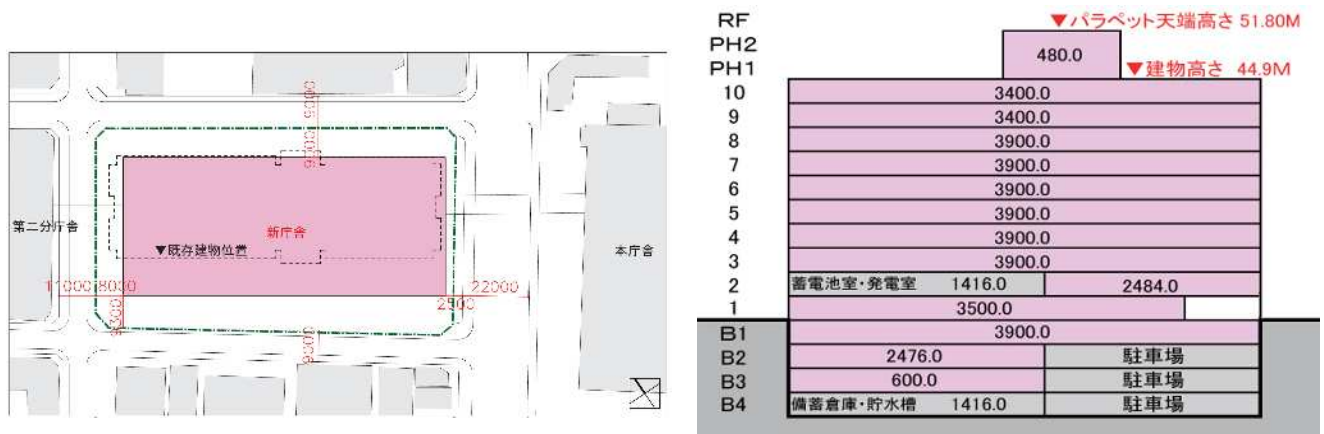 9000
9200
第二分庁舎
新庁舎
▼既存建物位置
本庁舎
11000
8000
2500
22000
9300
9000
RF
▼パラペット天端高さ 51.80M
PH2
480.0
PH1
▼建物高さ 44.9M
10 3400.0
9 3400.0
8 3900.0
7 3900.0
6 3900.0
5 3900.0
4 3900.0
3 3900.0
2 蓄電池室・発電室 1416.0 2484.0
1 3500.0
B1 3900.0
B2 2476.0 駐車場
B3 600.0 駐車場
B4 備蓄倉庫・貯水槽 1416.0 駐車場